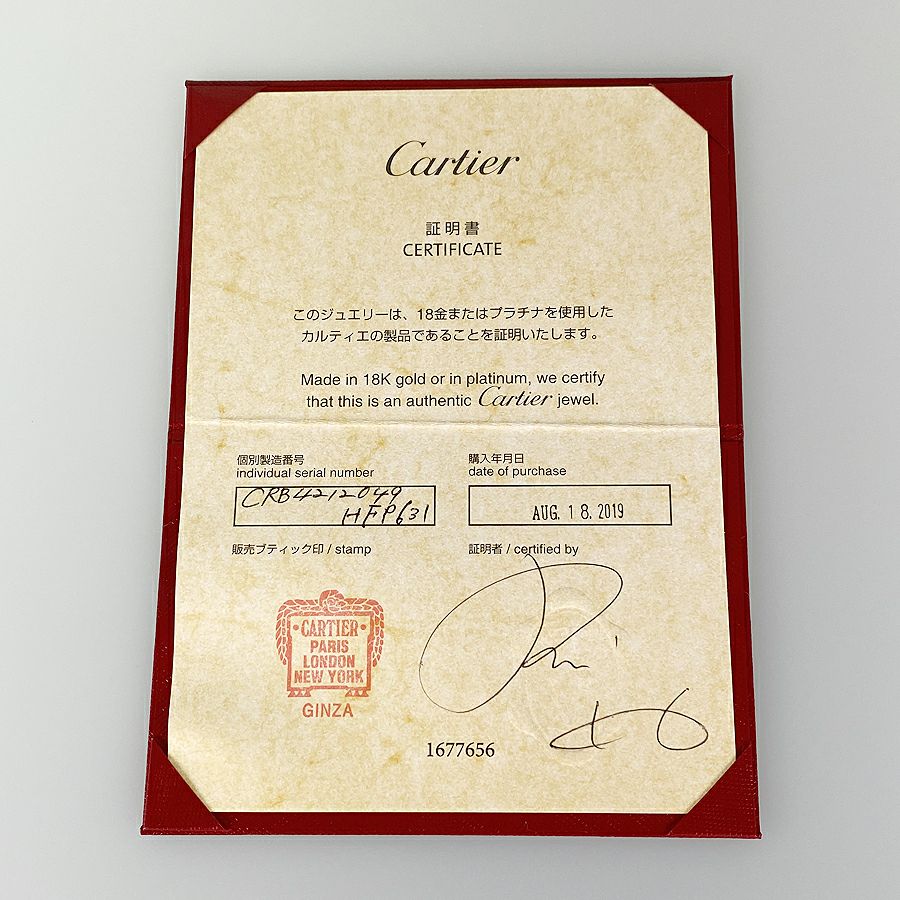 Cartier
証明書
CERTIFICATE
このジュエリーは、18金またはプラチナを使用した
カルティエの製品であることを証明いたします。
Made in 18K gold or in platinum, we certify
that this is an authentic Cartier jewel.
個別製造番号
individual serial number
CRB4212049
HFP631
購入年月日
date of purchase
AUG. 18. 2019
販売ブティック印 / stamp
証明者 / certified by
CARTIER
PARIS
LONDON
NEW YORK
GINZA
1677656